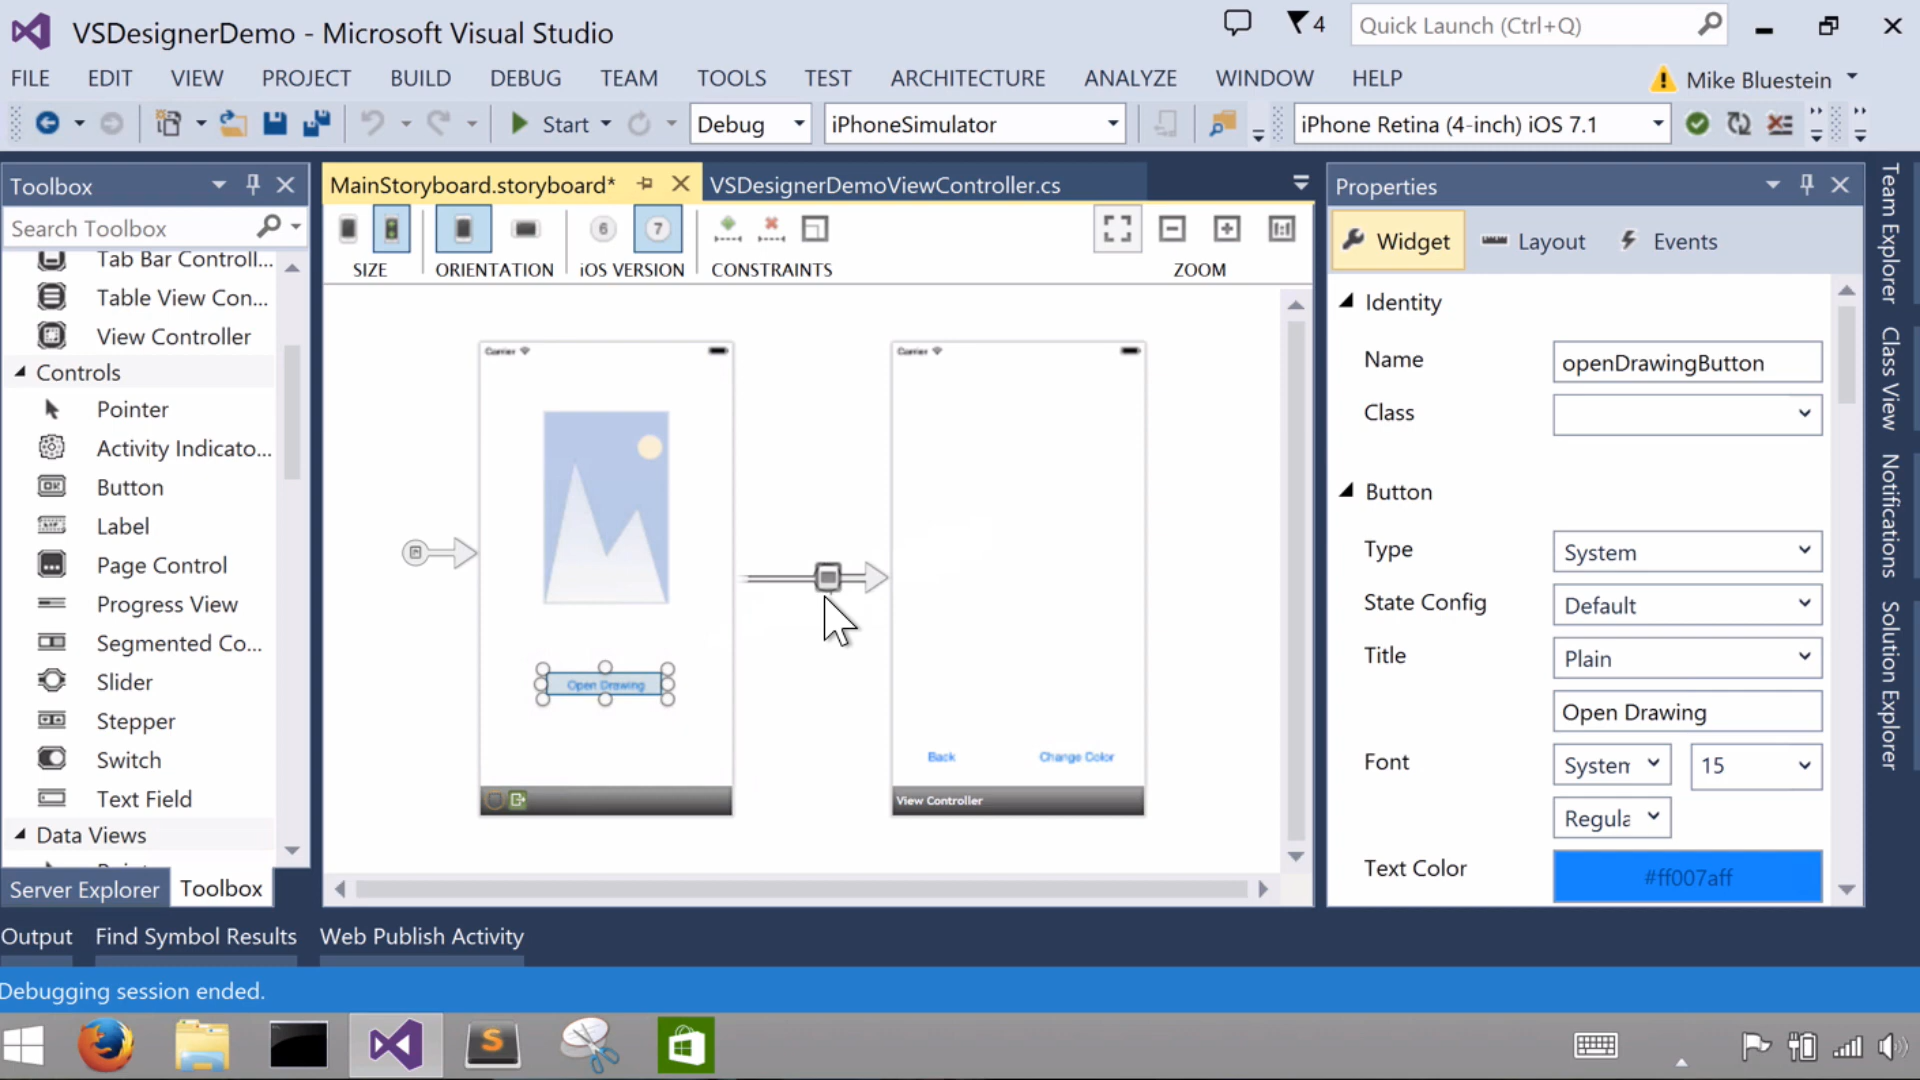 VSDesignerDemo - Microsoft Visual Studio
4
Quick Launch (Ctrl+Q)
FILE EDIT VIEW PROJECT BUILD DEBUG TEAM TOOLS TEST ARCHITECTURE ANALYZE WINDOW HELP
Mike Bluestein
Start
Debug
iPhoneSimulator
iPhone Retina (4-inch) iOS 7.1
Toolbox
Search Toolbox
Tab Bar Controll...
Table View Con...
View Controller
Controls
Pointer
Activity Indicato...
Button
Label
Page Control
Progress View
Segmented Co...
Slider
Stepper
Switch
Text Field
Data Views
Server Explorer
Toolbox
MainStoryboard.storyboard*
VSDesignerDemoViewController.cs
6
7
SIZE
ORIENTATION
iOS VERSION
CONSTRAINTS
ZOOM
Carrier
Open Drawing
Carrier
Back
Change Color
View Controller
Properties
Widget
Layout
Events
Identity
Name
openDrawingButton
Class
Button
Type
System
State Config
Default
Title
Plain
Open Drawing
Font
System
15
Regula
Text Color
#ff007aff
Team Explorer
Class View
Notifications
Solution Explorer
Output
Find Symbol Results
Web Publish Activity
Debugging session ended.